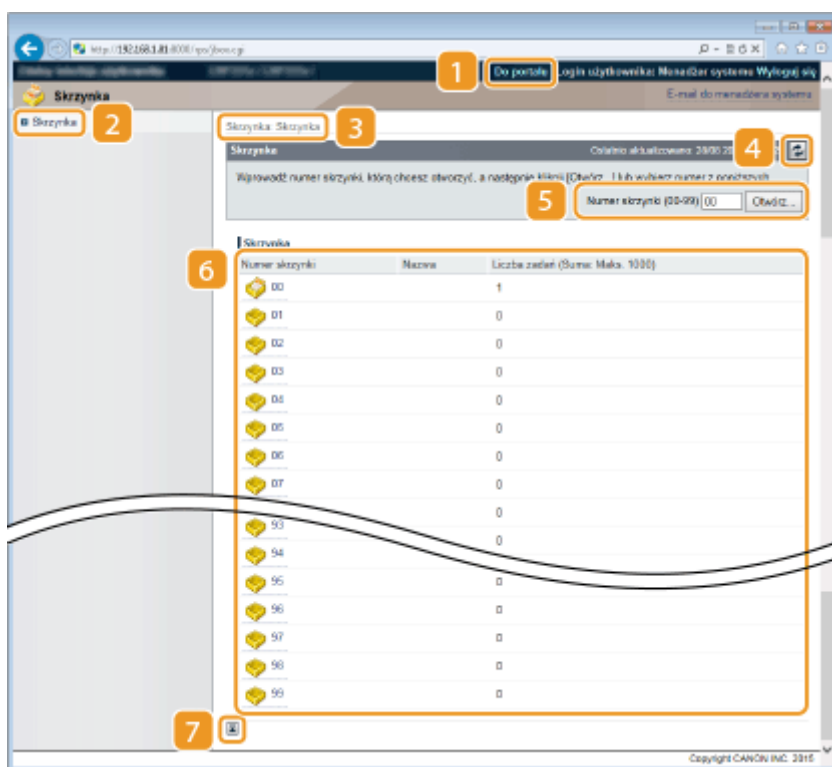 http://192.168.1.81:8000/rps/jbox.cgi
1
Do portalu Login użytkownika: Menadżer systemu Wyloguj się
Skrzynka
E-mail do menadżera systemu
Skrzynka
2
Skrzynka: Skrzynka
3
Skrzynka
Ostatnio aktualizowano:
4
Wprowadź numer skrzynki, którą chcesz otworzyć, a następnie kliknij [Otwórz...] lub wybierz numer z poniższych.
5
Numer skrzynki (00-99) 00 Otwórz...
Skrzynka
6
Numer skrzynki Nazwa Liczba zadań (Suma: Maks. 1000)
00 1
01 0
02 0
03 0
04 0
05 0
06 0
07 0
0
93
0
94
95 0
96 0
97 0
98 0
99 0
7
Copyright CANON INC. 2015